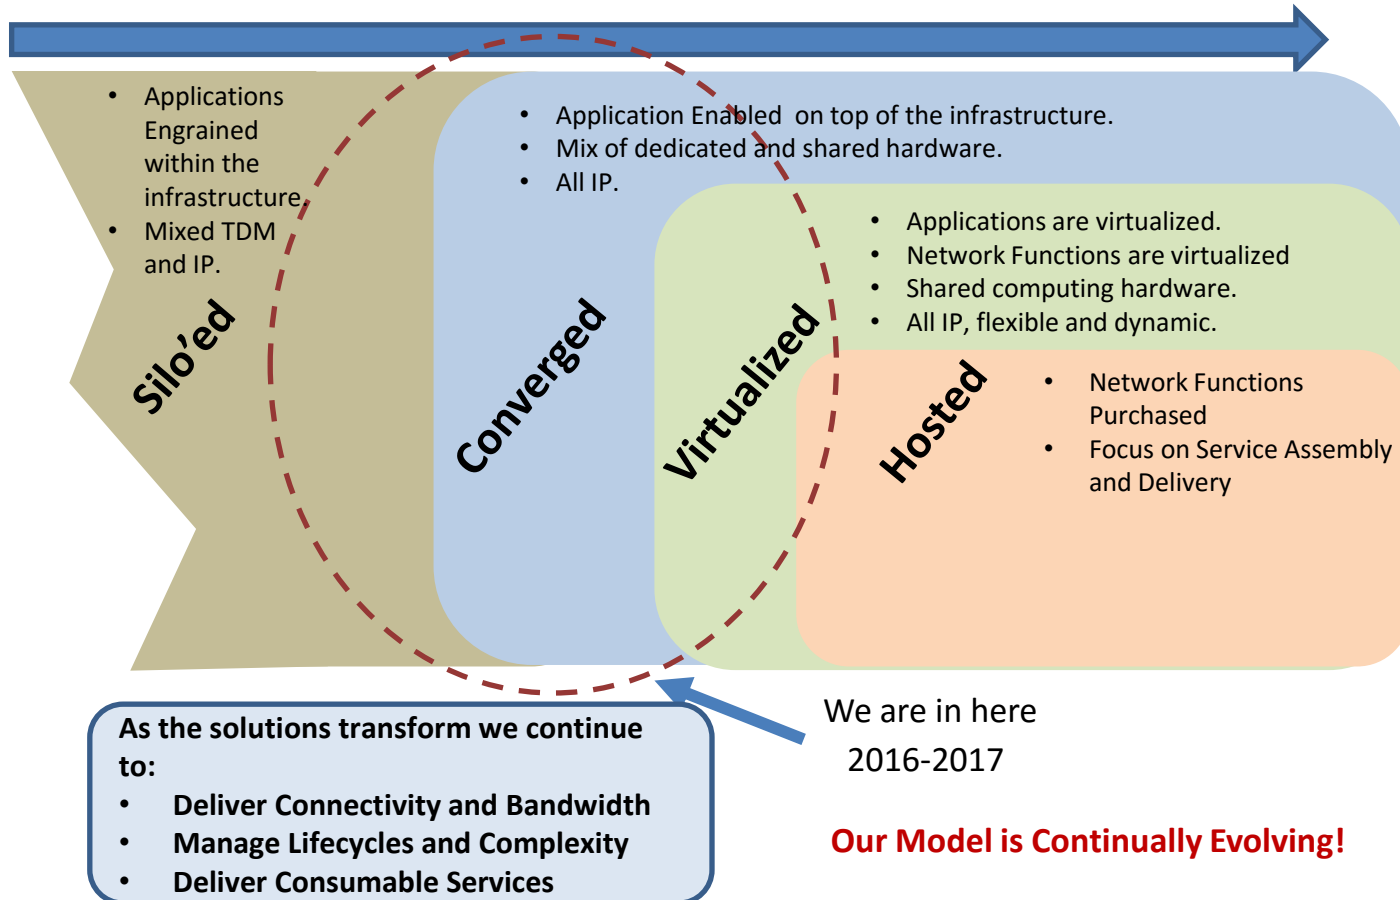 • Applications
Engrained
within the
infrastructure.
• Mixed TDM
and IP.
• Application Enabled on top of the infrastructure.
• Mix of dedicated and shared hardware.
• All IP.
• Applications are virtualized.
• Network Functions are virtualized
• Shared computing hardware.
• All IP, flexible and dynamic.
• Network Functions
Purchased
• Focus on Service Assembly
and Delivery
Silo'ed
Converged
Virtualized
Hosted
As the solutions transform we continue
to:
• Deliver Connectivity and Bandwidth
• Manage Lifecycles and Complexity
• Deliver Consumable Services
We are in here
2016-2017
Our Model is Continually Evolving!